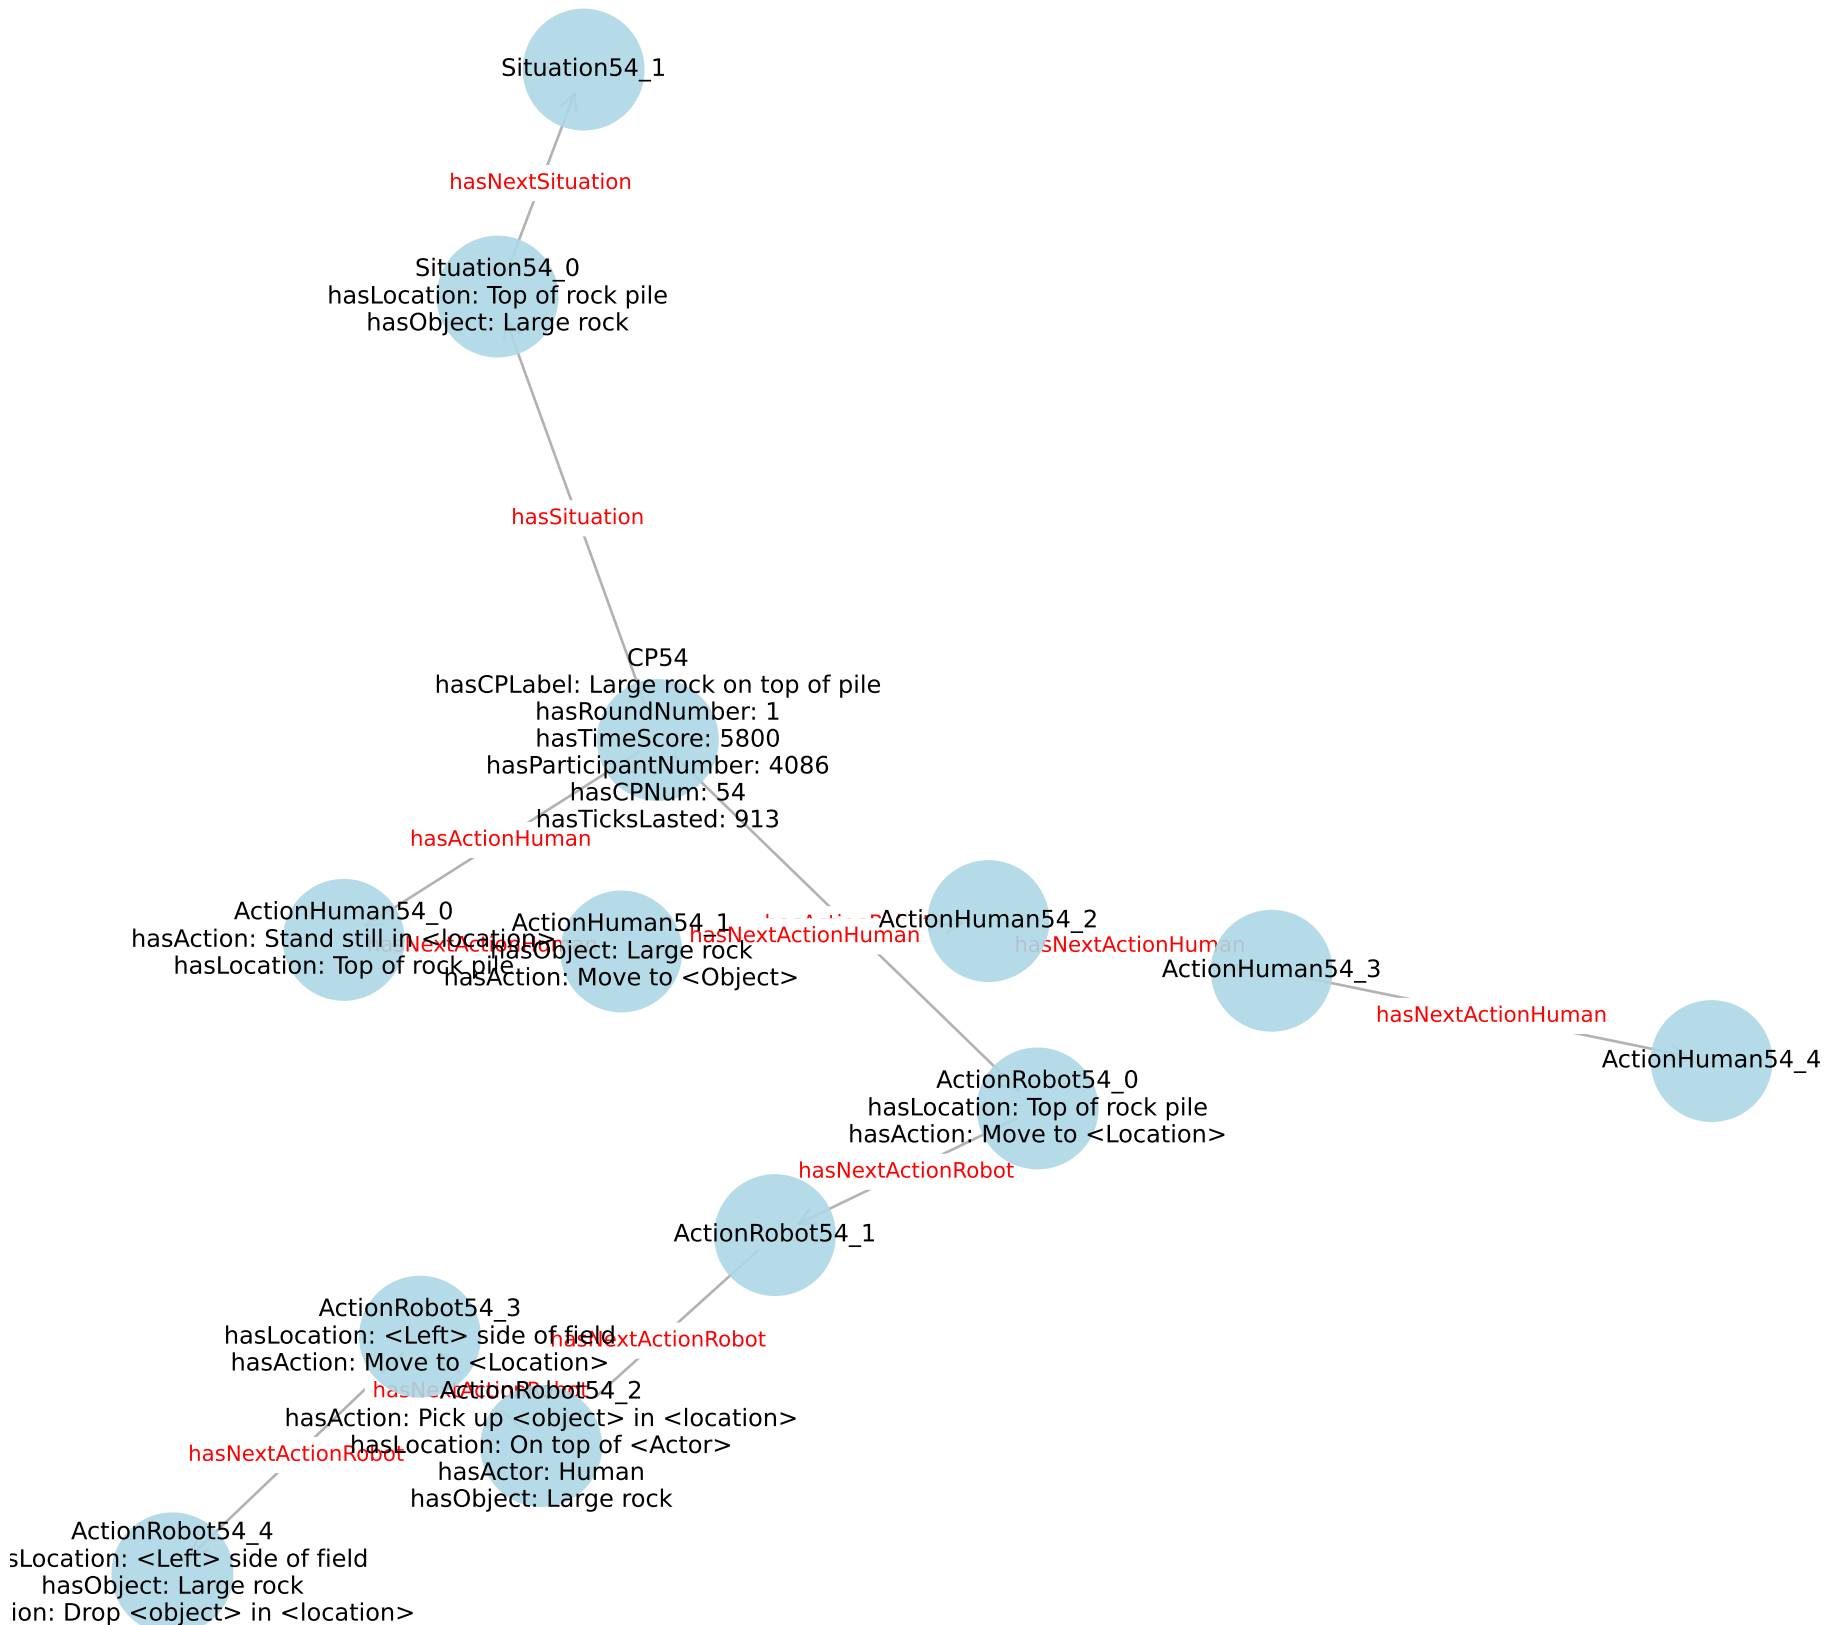 Situation54_1
hasNextSituation
Situation54_0
hasLocation: Top of rock pile
hasObject: Large rock
hasSituation
CP54
hasCPLabel: Large rock on top of pile
hasRoundNumber: 1
hasTimeScore: 5800
hasParticipantNumber: 4086
hasCPNum: 54
hasTicksLasted: 913
hasActionHuman
ActionHuman54_0
hasAction: Stand still in <location>
hasLocation: Top of rock pile
hasNextActionHuman
ActionHuman54_1
hasObject: Large rock
hasAction: Move to <Object>
hasNextActionHuman
ActionHuman54_2
hasNextActionHuman
ActionHuman54_3
hasNextActionHuman
ActionHuman54_4
ActionRobot54_0
hasLocation: Top of rock pile
hasAction: Move to <Location>
hasNextActionRobot
ActionRobot54_1
hasNextActionRobot
ActionRobot54_3
hasLocation: <Left> side of field
hasAction: Move to <Location>
hasNextActionRobot
ActionRobot54_2
hasAction: Pick up <object> in <location>
hasLocation: On top of <Actor>
hasActor: Human
hasObject: Large rock
hasNextActionRobot
ActionRobot54_4
sLocation: <Left> side of field
hasObject: Large rock
ion: Drop <object> in <location>